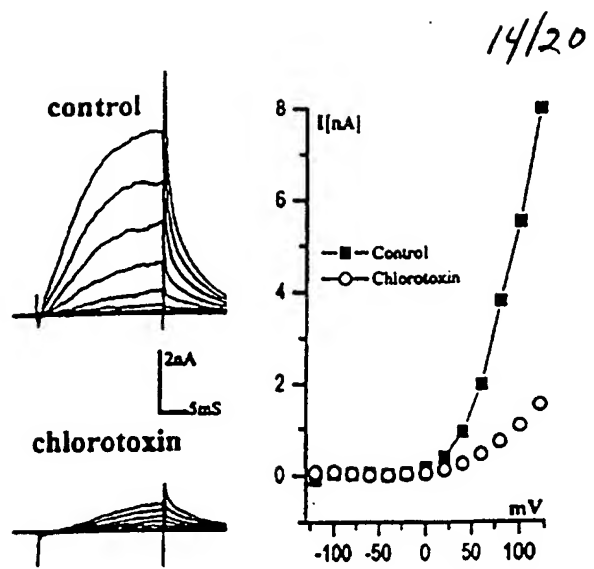 14/20
control
2nA
5mS
chlorotoxin
8
I[nA]
6
Control
Chlorotoxin
4
2
0
mV
-100 -50 0 50 100